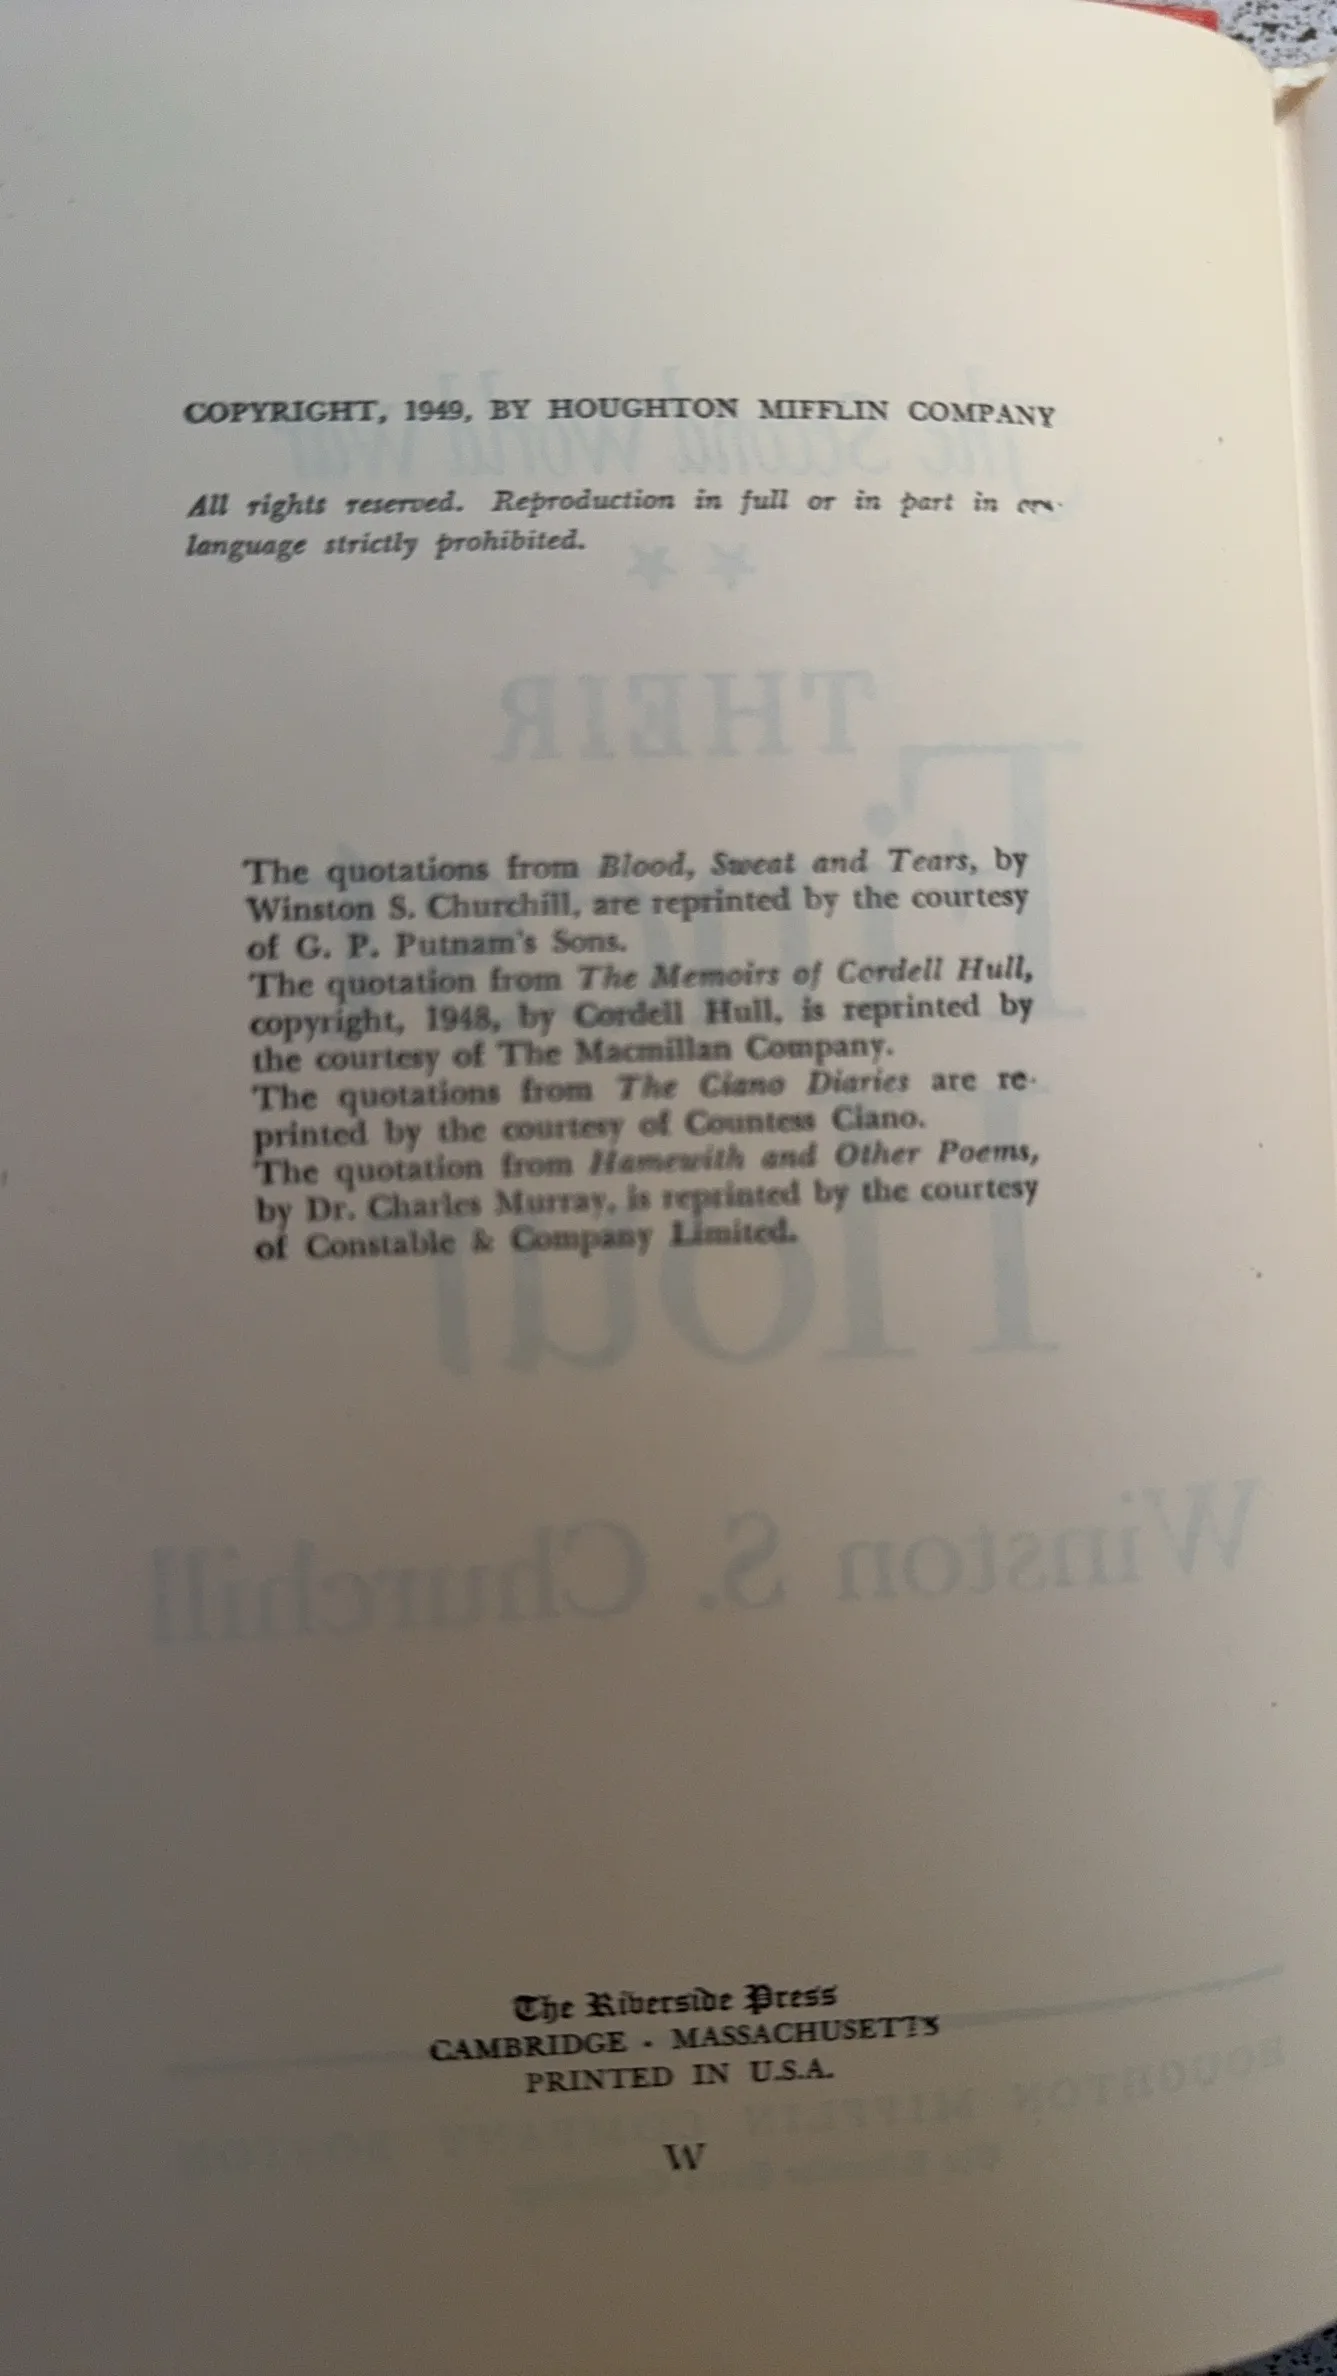 COPYRIGHT, 1949, BY HOUGHTON MIFFLIN COMPANY
All rights reserved. Reproduction in full or in part in
language strictly prohibited.
The quotations from Blood, Sweat and Tears, by
Winston S. Churchill, are reprinted by the courtesy
of G. P. Putnam's Sons.
The quotation from The Memoirs of Cordell Hull,
copyright, 1948, by Cordell Hull, is reprinted by
the courtesy of The Macmillan Company.
The quotations from The Ciano Diaries are re-
printed by the courtesy of Countess Ciano.
The quotation from Hamewith and Other Poems,
by Dr. Charles Murray, is reprinted by the courtesy
of Constable & Company Limited.
The Riverside Press
CAMBRIDGE · MASSACHUSETTS
PRINTED IN U.S.A.
W